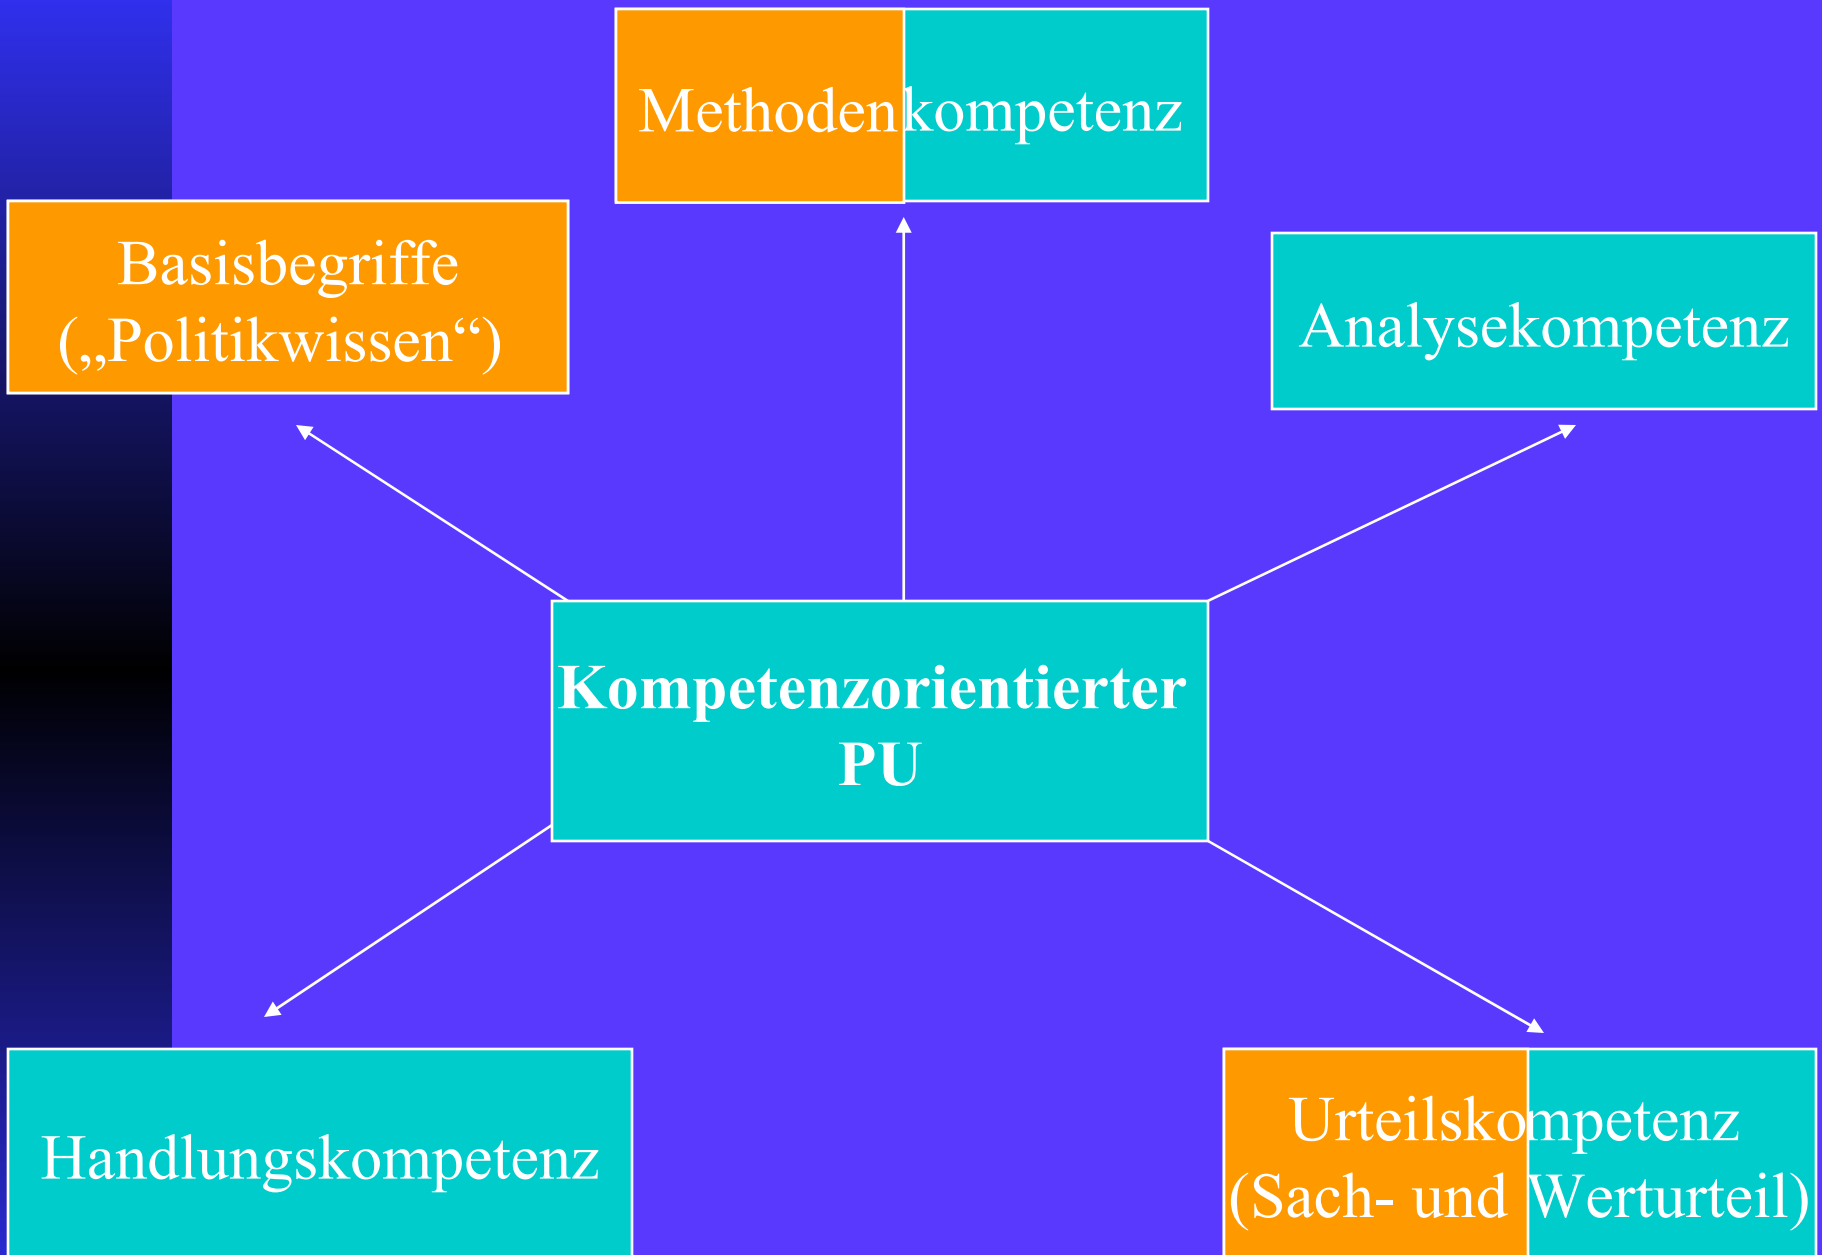 Methodenkompetenz
Basisbegriffe
(„Politikwissen“)
Analysekompetenz
Kompetenzorientierter
PU
Handlungskompetenz
Urteilskompetenz
(Sach- und Werturteil)